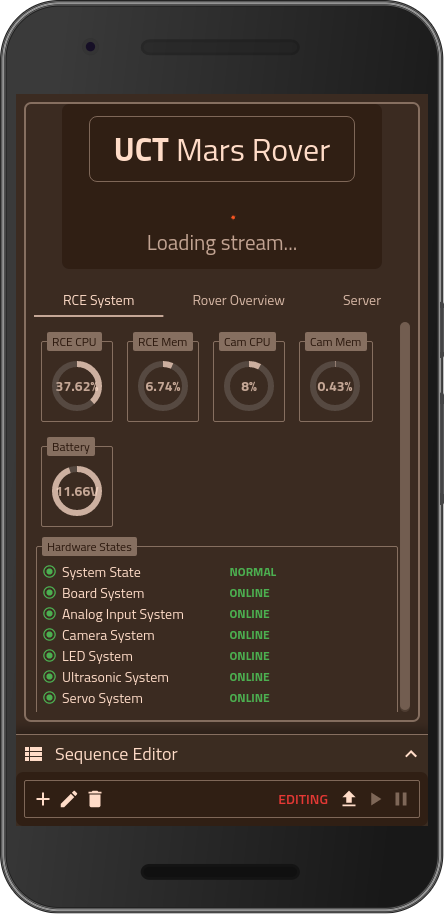 UCT Mars Rover
Loading stream...
RCE System Rover Overview Server
RCE CPU RCE Mem Cam CPU Cam Mem
37.62% 6.74% 8% 0.43%
Battery
11.66V
Hardware States
System State NORMAL
Board System ONLINE
Analog Input System ONLINE
Camera System ONLINE
LED System ONLINE
Ultrasonic System ONLINE
Servo System ONLINE
Sequence Editor
EDITING